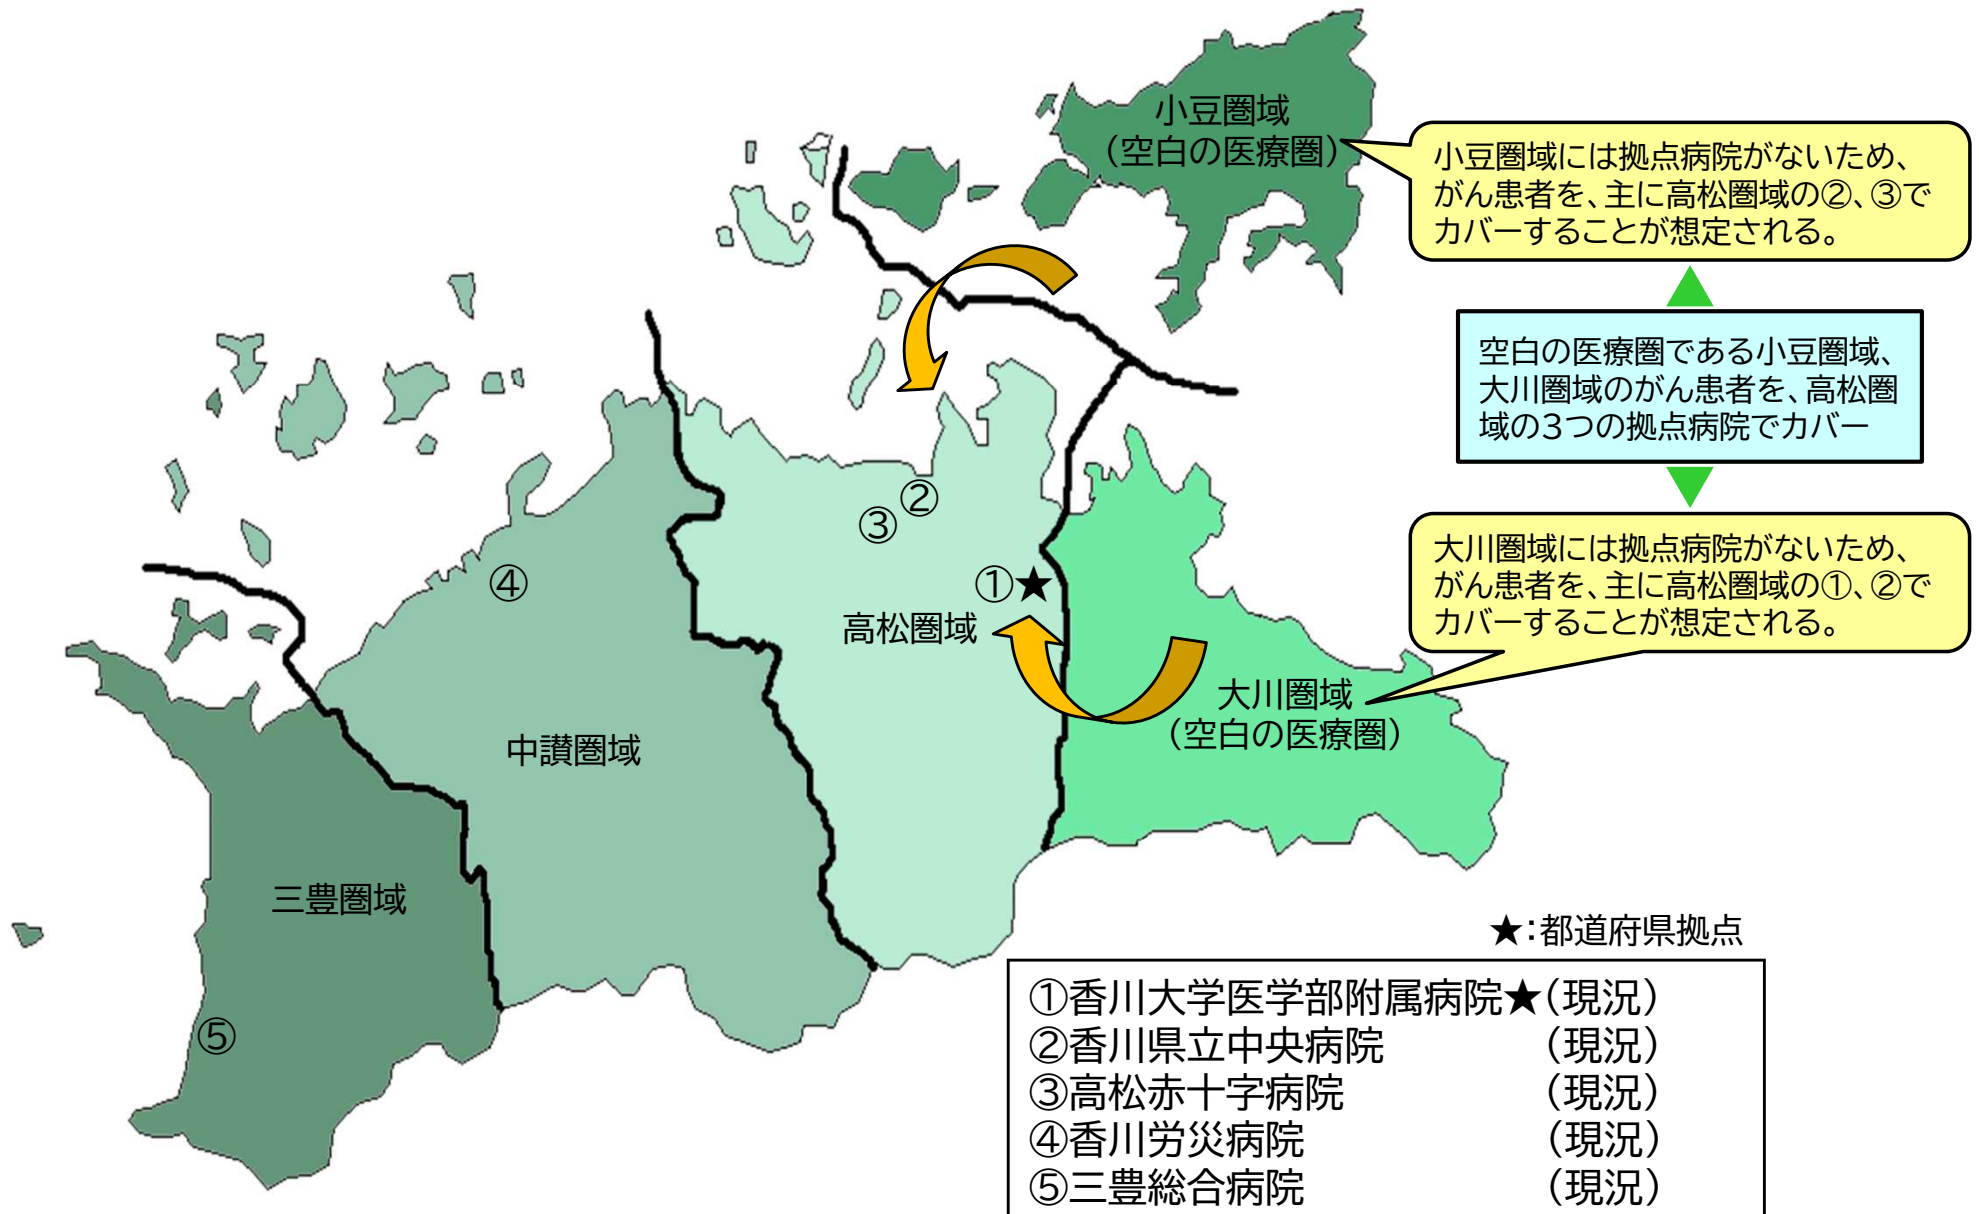 小豆圏域
（空白の医療圏）
小豆圏域には拠点病院がないため、
がん患者を、主に高松圏域の②、③で
カバーすることが想定される。
空白の医療圏である小豆圏域、
大川圏域のがん患者を、高松圏
域の3つの拠点病院でカバー
大川圏域には拠点病院がないため、
がん患者を、主に高松圏域の①、②で
カバーすることが想定される。
②
③
④
①★
高松圏域
大川圏域
（空白の医療圏）
中讃圏域
三豊圏域
⑤
★：都道府県拠点
①香川大学医学部附属病院★（現況）
②香川県立中央病院 （現況）
③高松赤十字病院 （現況）
④香川労災病院 （現況）
⑤三豊総合病院 （現況）